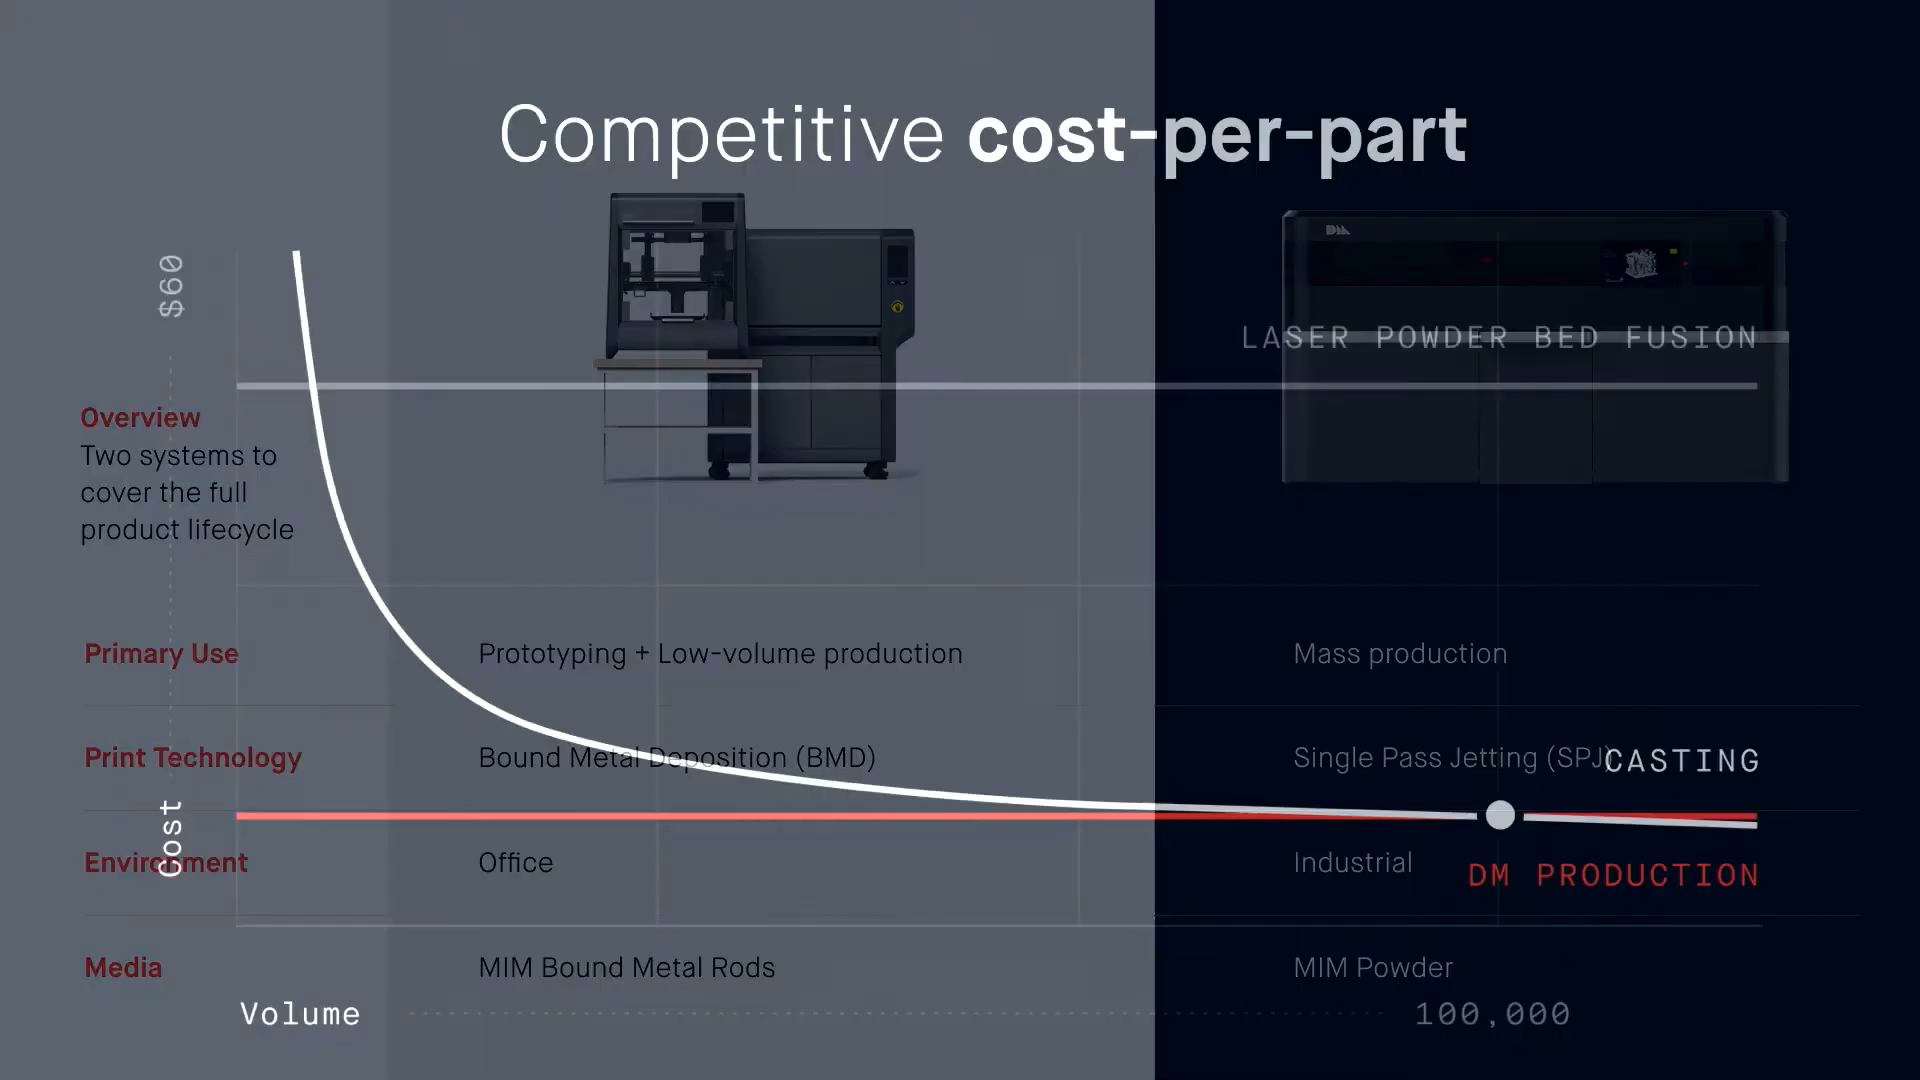 Competitive cost-per-part
$60
DM
LASER POWDER BED FUSION
Overview
Two systems to
cover the full
product lifecycle
Primary Use
Prototyping + Low-volume production
Mass production
Print Technology
Bound Metal Deposition (BMD)
Single Pass Jetting (SPJ)
CASTING
Cost
Environment
Office
Industrial
DM PRODUCTION
Media
MIM Bound Metal Rods
MIM Powder
Volume
100,000